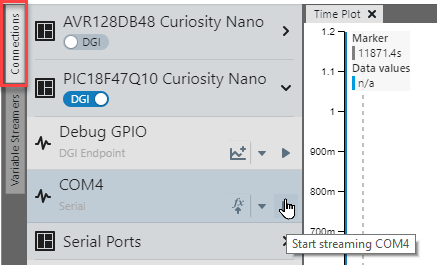 Connections
Variable Streamers
AVR128DB48 Curiosity Nano
DGI
PIC18F47Q10 Curiosity Nano
DGI
Debug GPIO
DGI Endpoint
COM4
Serial
fx
Serial Ports
Start streaming COM4
Time Plot
1.2
Marker
11871.4s
Data values
n/a
1.1
1
900m
800m
700m